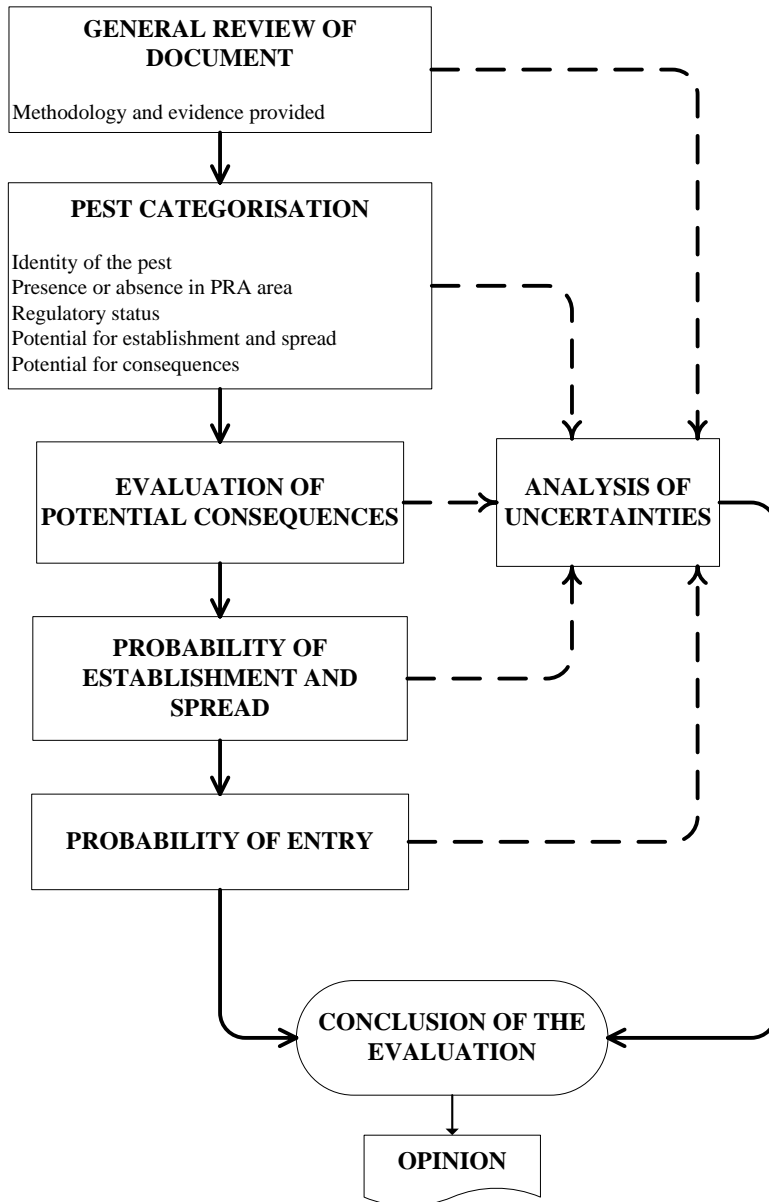 GENERAL REVIEW OF
DOCUMENT
Methodology and evidence provided
PEST CATEGORISATION
Identity of the pest
Presence or absence in PRA area
Regulatory status
Potential for establishment and spread
Potential for consequences
EVALUATION OF
POTENTIAL CONSEQUENCES
ANALYSIS OF
UNCERTAINTIES
PROBABILITY OF
ESTABLISHMENT AND
SPREAD
PROBABILITY OF ENTRY
CONCLUSION OF THE
EVALUATION
OPINION